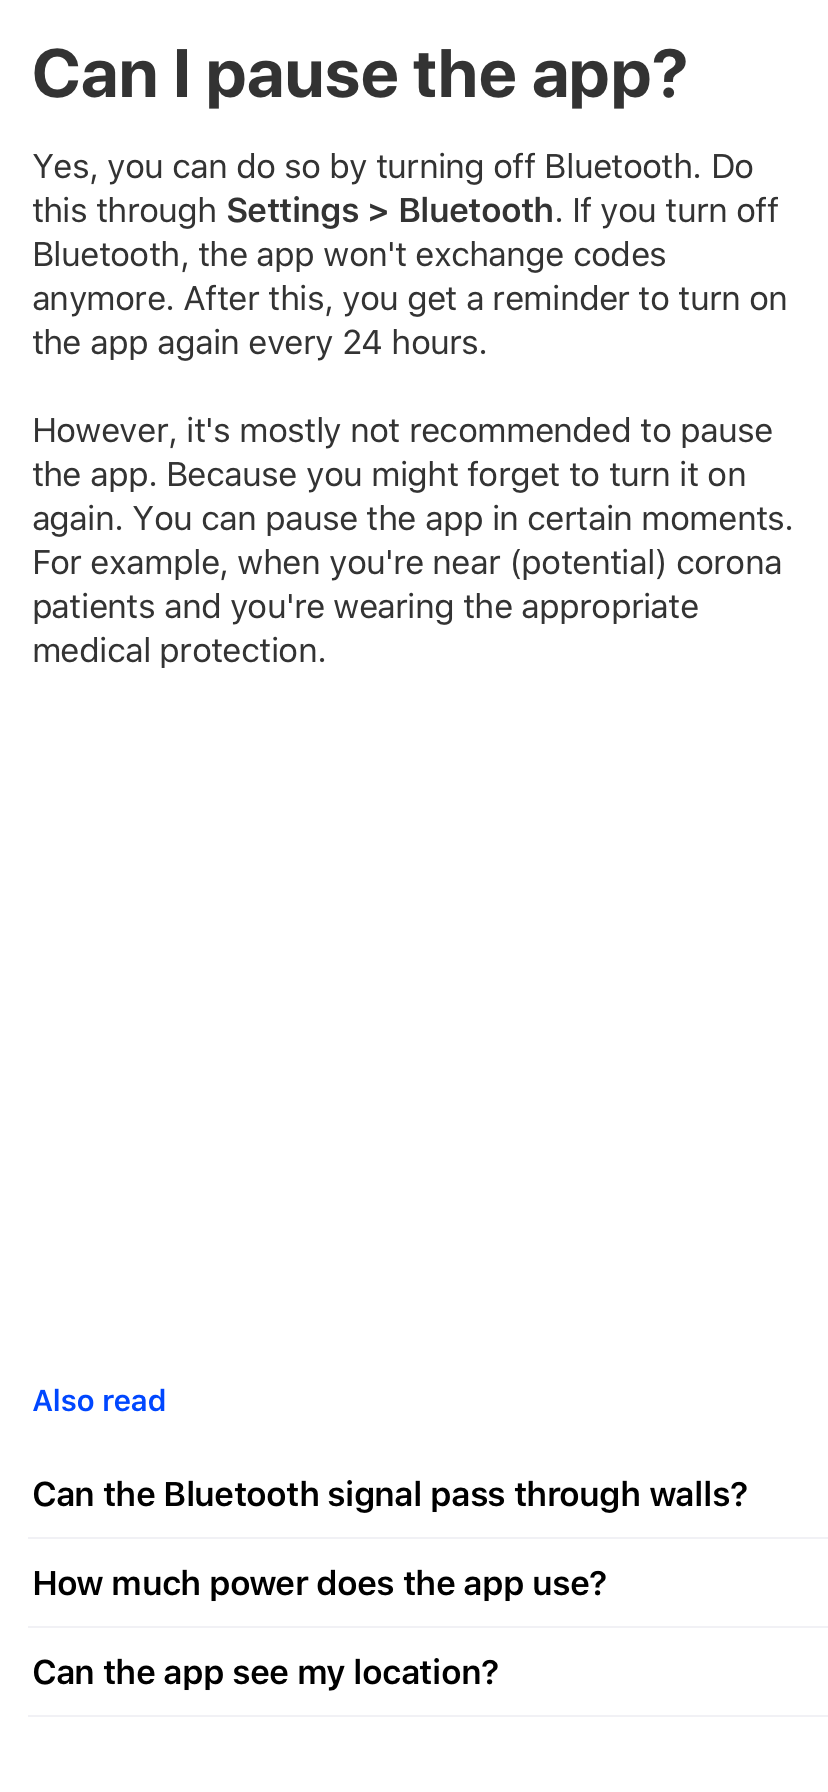 Can I pause the app?
Yes, you can do so by turning off Bluetooth. Do
this through Settings > Bluetooth. If you turn off
Bluetooth, the app won't exchange codes
anymore. After this, you get a reminder to turn on
the app again every 24 hours.
However, it's mostly not recommended to pause
the app. Because you might forget to turn it on
again. You can pause the app in certain moments.
For example, when you're near (potential) corona
patients and you're wearing the appropriate
medical protection.
Also read
Can the Bluetooth signal pass through walls?
How much power does the app use?
Can the app see my location?